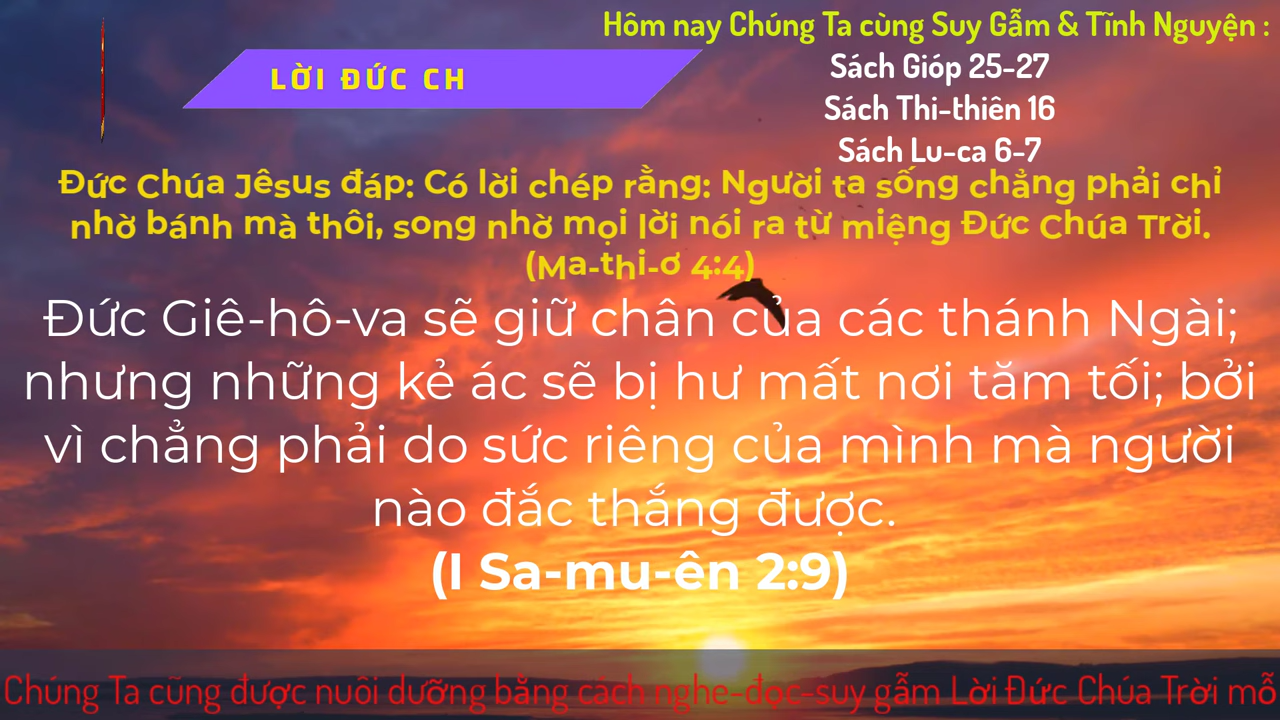 Hôm nay Chúng Ta cùng Suy Gẫm & Tĩnh Nguyện :
Sách Gióp 25-27
Sách Thi-thiên 16
Sách Lu-ca 6-7
LỜI ĐỨC CH
Đức Chúa Jêsus đáp: Có lời chép rằng: Người ta sống chẳng phải chỉ
nhờ bánh mà thôi, song nhờ mọi lời nói ra từ miệng Đức Chúa Trời.
(Ma-thi-ơ 4:4)
Đức Giê-hô-va sẽ giữ chân của các thánh Ngài;
nhưng những kẻ ác sẽ bị hư mất nơi tăm tối; bởi
vì chẳng phải do sức riêng của mình mà người
nào đắc thắng được.
(I Sa-mu-ên 2:9)
Chúng Ta cũng được nuôi dưỡng bằng cách nghe-đọc-suy gẫm Lời Đức Chúa Trời mỗ